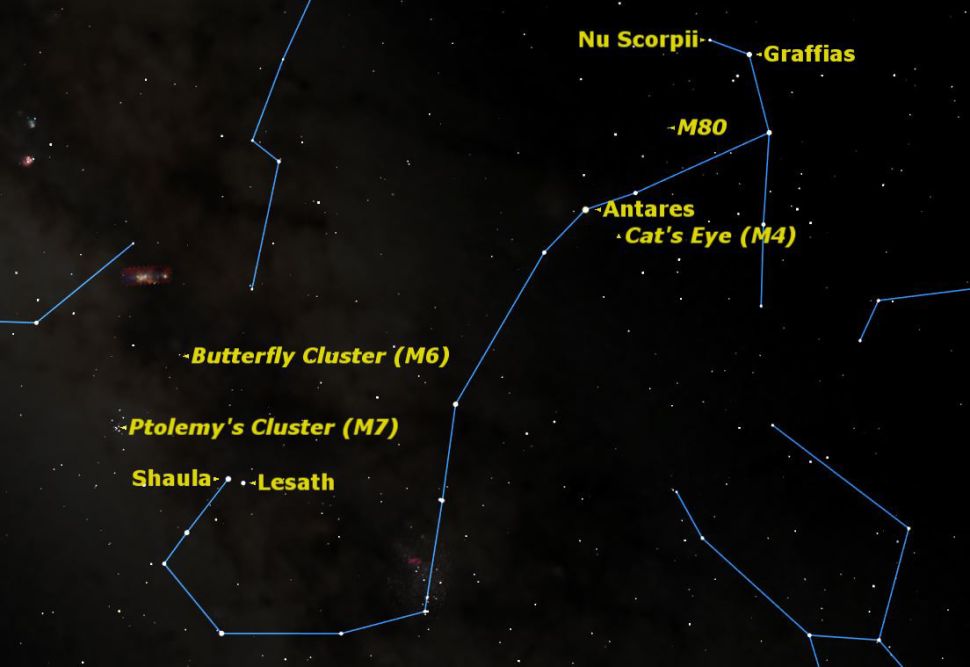 Nu Scorpii
Graffias
M80
Antares
Cat's Eye (M4)
Butterfly Cluster (M6)
Ptolemy's Cluster (M7)
Shaula
Lesath